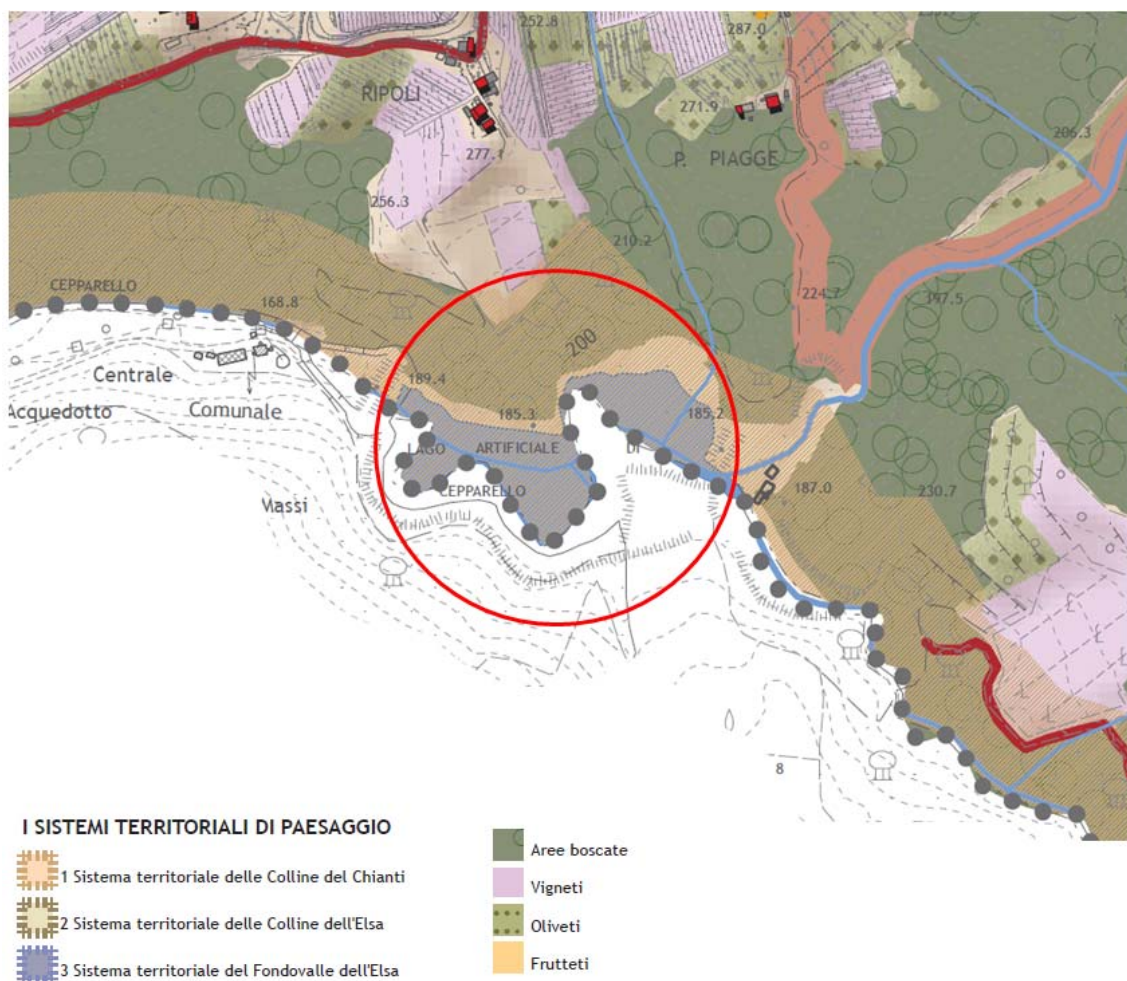 252.8
287.0
RIPOLI
271.9
206.3
277.1
P. PIAGGE
256.3
210.2
CEPPARELLO
168.8
224.7
197.5
200
Centrale
189.4
Acquedotto
Comunale
185.3
185.2
LAGO ARTIFICIALE DI
CEPPARELLO
187.0
230.7
Massi
8
I SISTEMI TERRITORIALI DI PAESAGGIO
1 Sistema territoriale delle Colline del Chianti
2 Sistema territoriale delle Colline dell'Elsa
3 Sistema territoriale del Fondovalle dell'Elsa
Aree boscate
Vigneti
Oliveti
Frutteti